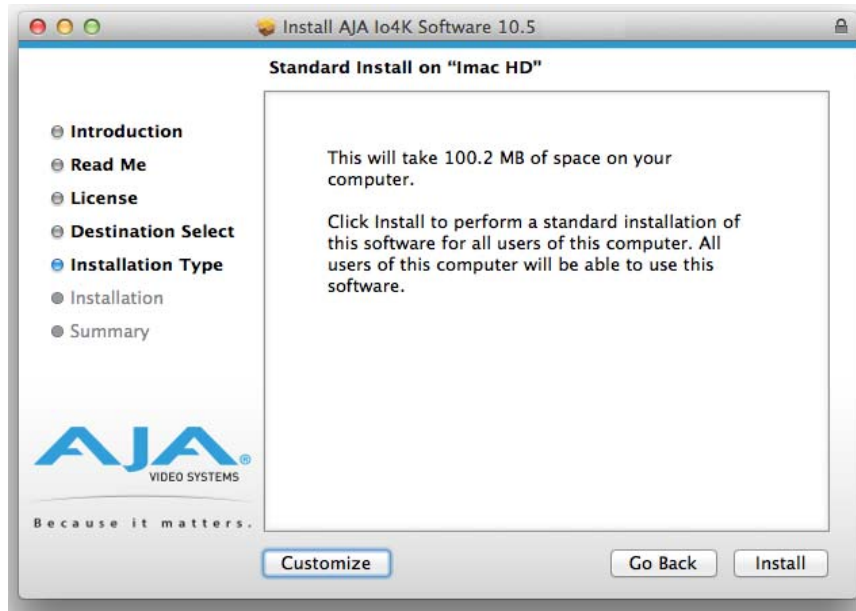 Install AJA Io4K Software 10.5
Standard Install on “Imac HD”
Introduction
Read Me
License
Destination Select
Installation Type
Installation
Summary
This will take 100.2 MB of space on your
computer.
Click Install to perform a standard installation of
this software for all users of this computer. All
users of this computer will be able to use this
software.
AJA®
VIDEO SYSTEMS
Because it matters.
Customize
Go Back
Install